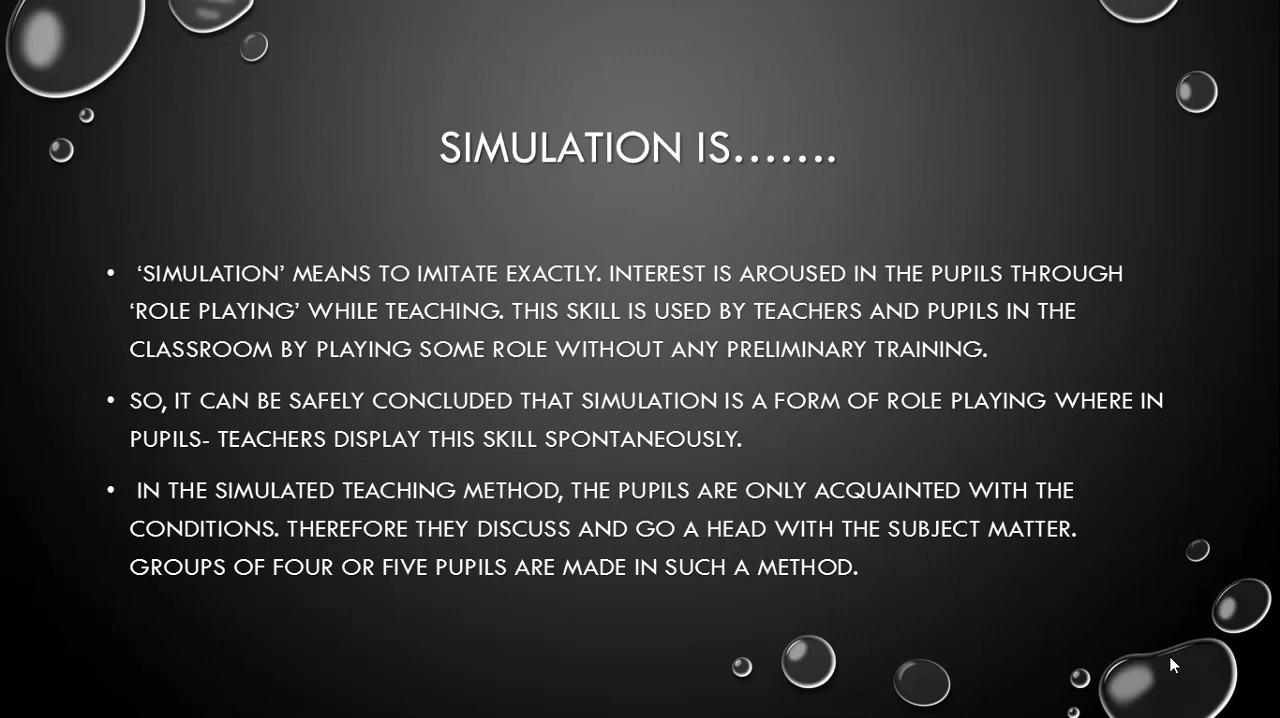 SIMULATION IS.......
• ‘SIMULATION’ MEANS TO IMITATE EXACTLY. INTEREST IS AROUSED IN THE PUPILS THROUGH
‘ROLE PLAYING’ WHILE TEACHING. THIS SKILL IS USED BY TEACHERS AND PUPILS IN THE
CLASSROOM BY PLAYING SOME ROLE WITHOUT ANY PRELIMINARY TRAINING.
• SO, IT CAN BE SAFELY CONCLUDED THAT SIMULATION IS A FORM OF ROLE PLAYING WHERE IN
PUPILS- TEACHERS DISPLAY THIS SKILL SPONTANEOUSLY.
• IN THE SIMULATED TEACHING METHOD, THE PUPILS ARE ONLY ACQUAINTED WITH THE
CONDITIONS. THEREFORE THEY DISCUSS AND GO A HEAD WITH THE SUBJECT MATTER.
GROUPS OF FOUR OR FIVE PUPILS ARE MADE IN SUCH A METHOD.